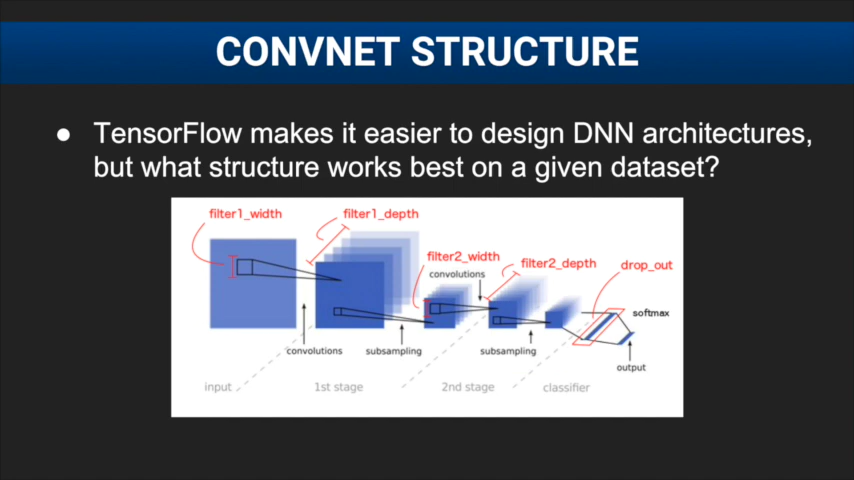 CONVNET STRUCTURE
● TensorFlow makes it easier to design DNN architectures,
but what structure works best on a given dataset?
filter1_width
filter1_depth
filter2_width
filter2_depth
drop_out
convolutions
softmax
convolutions
subsampling
subsampling
output
input
1st stage
2nd stage
classifier